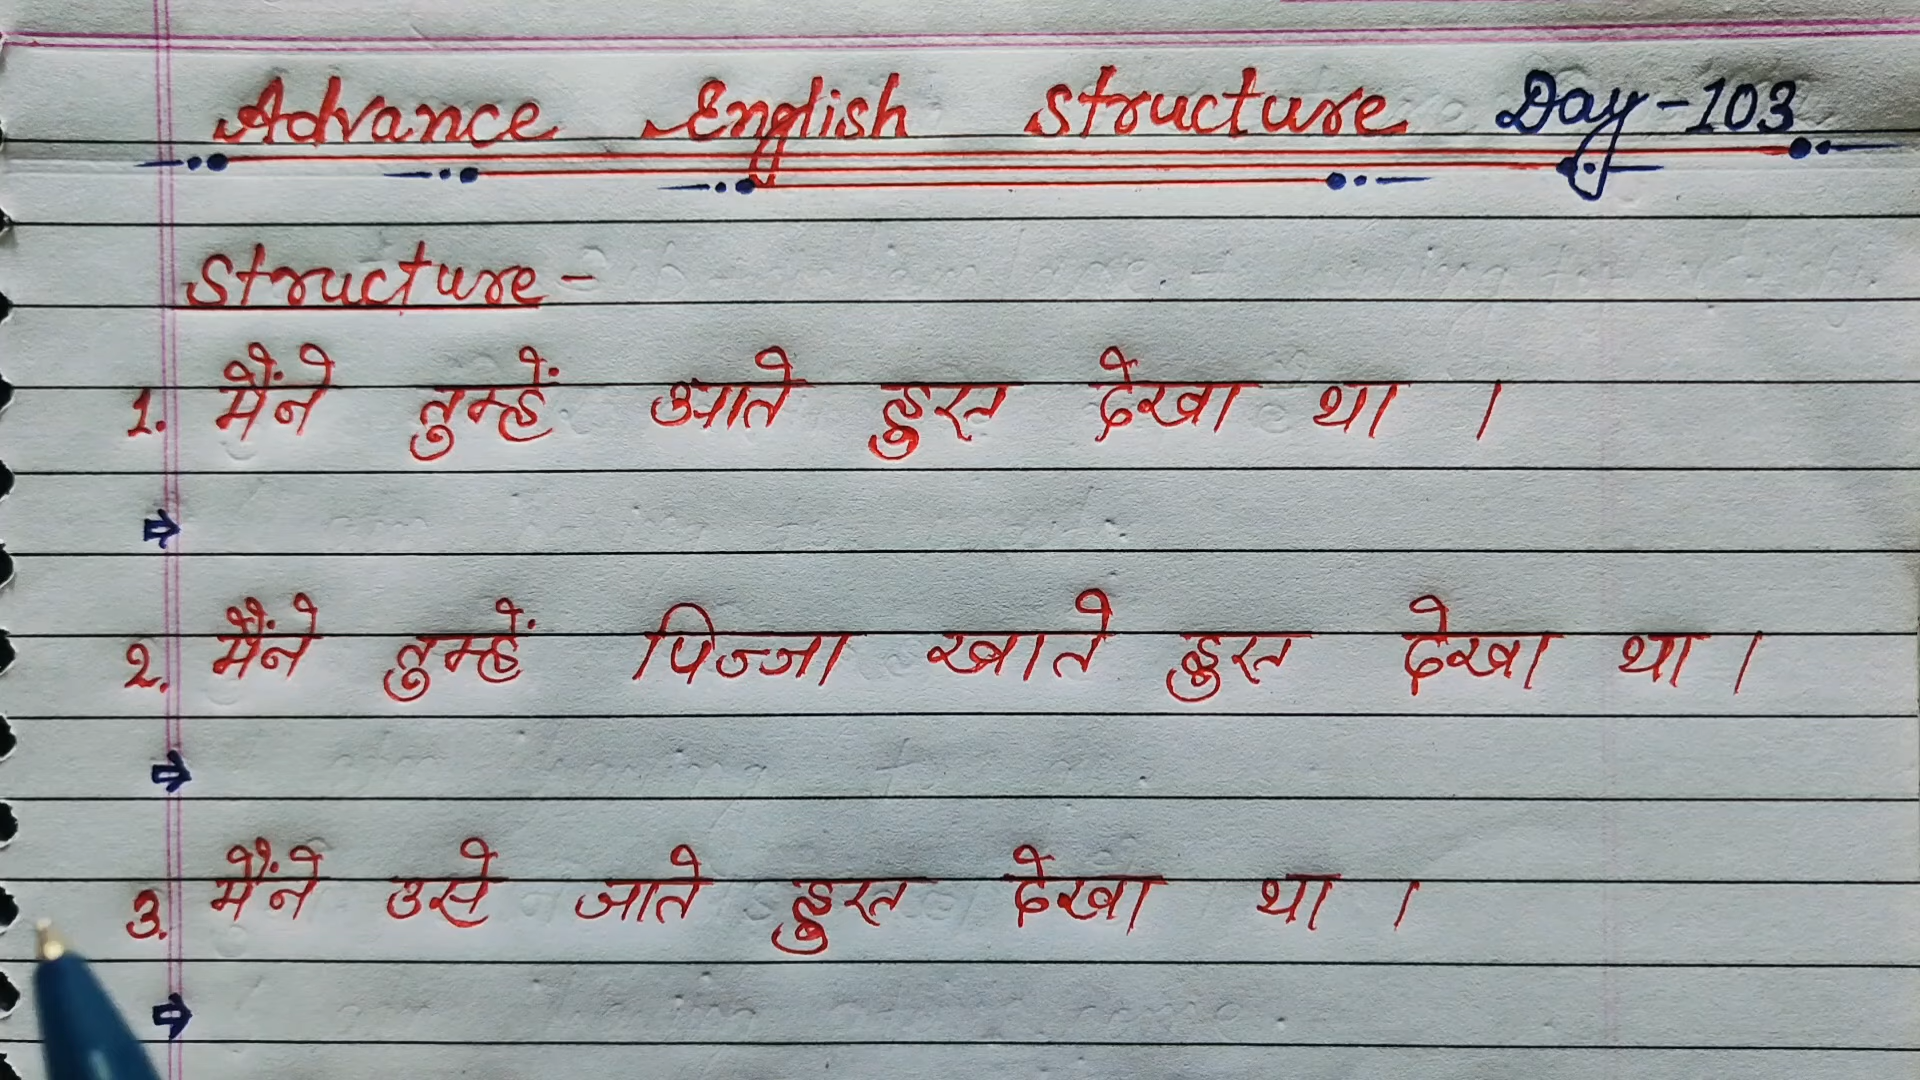 Advance English structure Day-103
Structure-
1. मैंने तुम्हें आते हुए देखा था ।
⇒
2. मैंने तुम्हें पिज्जा खाते हुए देखा था ।
⇒
3. मैंने उसे जाते हुए देखा था ।
⇒